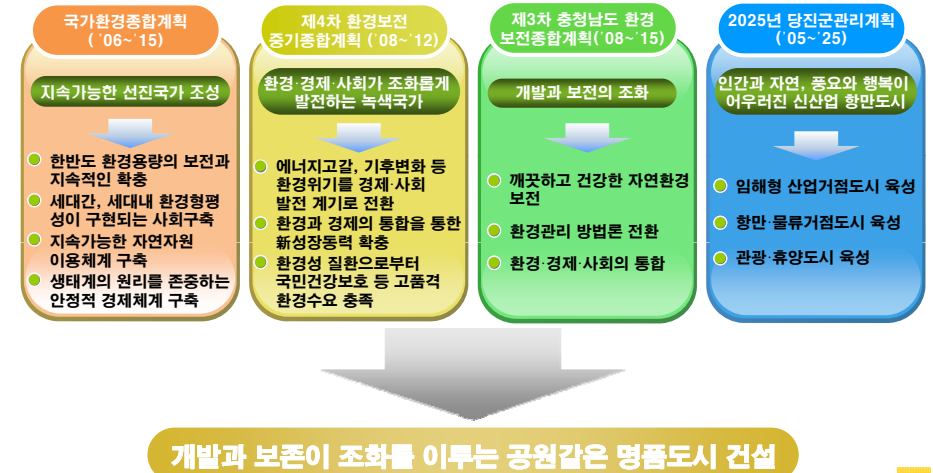 국가환경종합계획
(˙06~˙15)
지속가능한 선진국가 조성
한반도 환경용량의 보전과
지속적인 확충
세대간, 세대내 환경형평
성이 구현되는 사회구축
지속가능한 자연자원
이용체계 구축
생태계의 원리를 존중하는
안정적 경제체계 구축
제4차 환경보전
중기종합계획 (˙08~˙12)
환경·경제·사회가 조화롭게
발전하는 녹색국가
에너지고갈, 기후변화 등
환경위기를 경제·사회
발전 계기로 전환
환경과 경제의 통합을 통한
新성장동력 확충
환경성 질환으로부터
국민건강보호 등 고품격
환경수요 충족
제3차 충청남도 환경
보전종합계획(˙08~˙15)
개발과 보전의 조화
깨끗하고 건강한 자연환경
보전
환경관리 방법론 전환
환경·경제·사회의 통합
2025년 당진군관리계획
(˙05~˙25)
인간과 자연, 풍요와 행복이
어우러진 신산업 항만도시
임해형 산업거점도시 육성
항만·물류거점도시 육성
관광·휴양도시 육성
개발과 보존이 조화를 이루는 공원같은 명품도시 건설